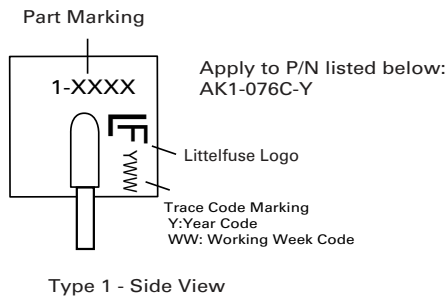 Part Marking
1-XXXX
Apply to P/N listed below:
AK1-076C-Y
LF
Littelfuse Logo
YWW
Trace Code Marking
Y:Year Code
WW: Working Week Code
Type 1 - Side View